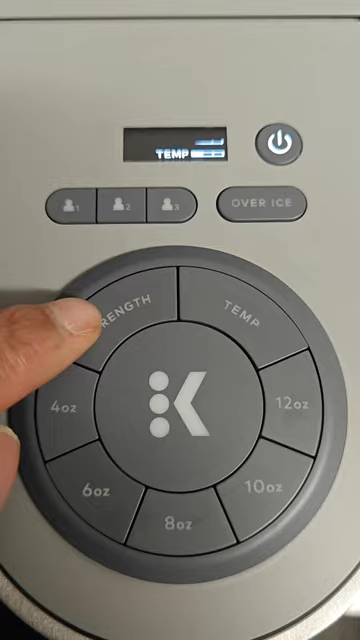 TEMP
1 2 3
OVER ICE
RENGTH
TEMP
4oz
12oz
6oz
10oz
8oz
K